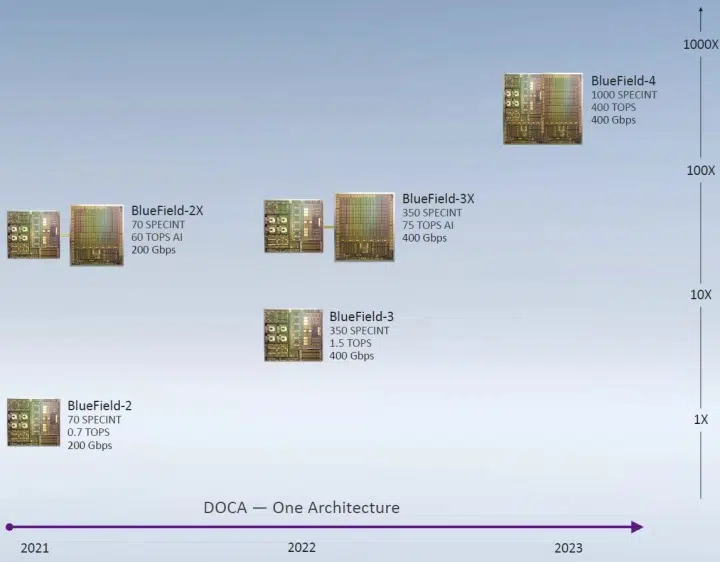 1000X
BlueField-4
1000 SPECINT
400 TOPS
400 Gbps
100X
BlueField-2X
70 SPECINT
60 TOPS AI
200 Gbps
BlueField-3X
350 SPECINT
75 TOPS AI
400 Gbps
10X
BlueField-3
350 SPECINT
1.5 TOPS
400 Gbps
BlueField-2
70 SPECINT
0.7 TOPS
200 Gbps
1X
DOCA — One Architecture
2021
2022
2023